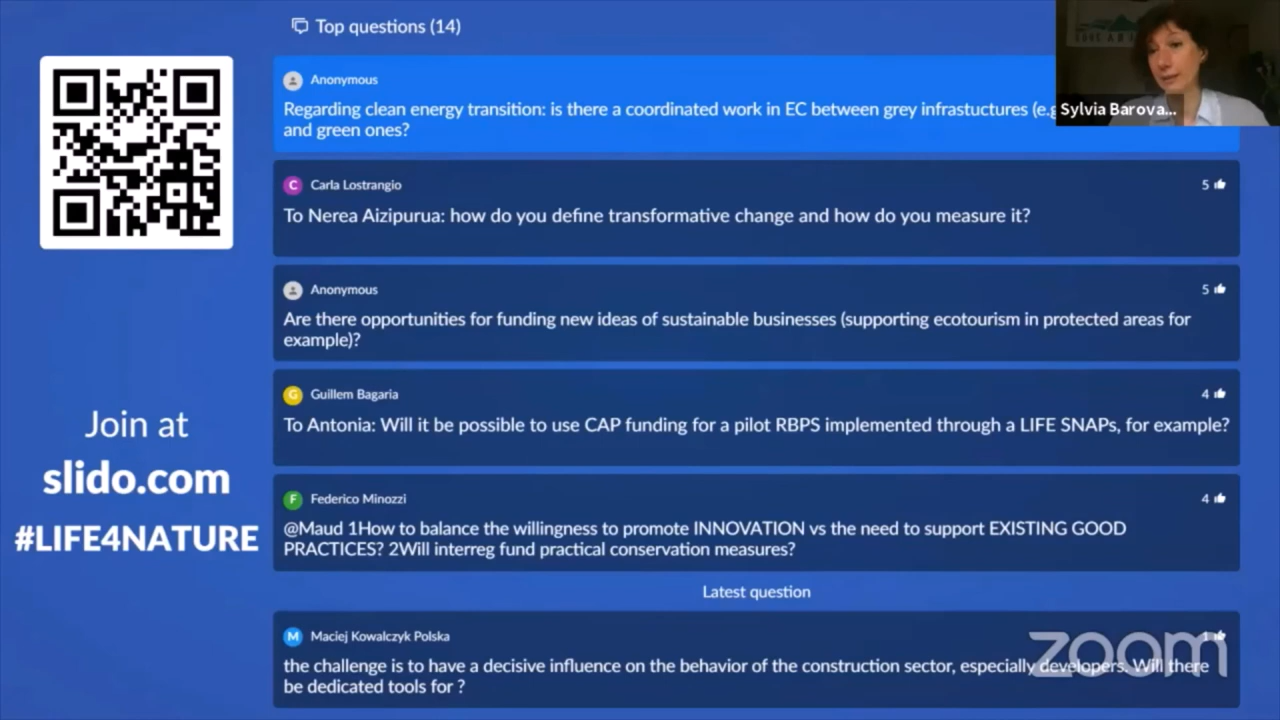 Top questions (14)
Anonymous
Regarding clean energy transition: is there a coordinated work in EC between grey infrastuctures (e.g
and green ones?
Sylvia Barova...
C Carla Lostrangio 5
To Nerea Aizipurua: how do you define transformative change and how do you measure it?
Anonymous 5
Are there opportunities for funding new ideas of sustainable businesses (supporting ecotourism in protected areas for
example)?
G Guillem Bagaria 4
To Antonia: Will it be possible to use CAP funding for a pilot RBPS implemented through a LIFE SNAPs, for example?
F Federico Minozzi 4
@Maud 1How to balance the willingness to promote INNOVATION vs the need to support EXISTING GOOD
PRACTICES? 2Will interreg fund practical conservation measures?
Latest question
M Maciej Kowalczyk Polska 1
the challenge is to have a decisive influence on the behavior of the construction sector, especially developers. Will there
be dedicated tools for ?
Join at
slido.com
#LIFE4NATURE
zoom